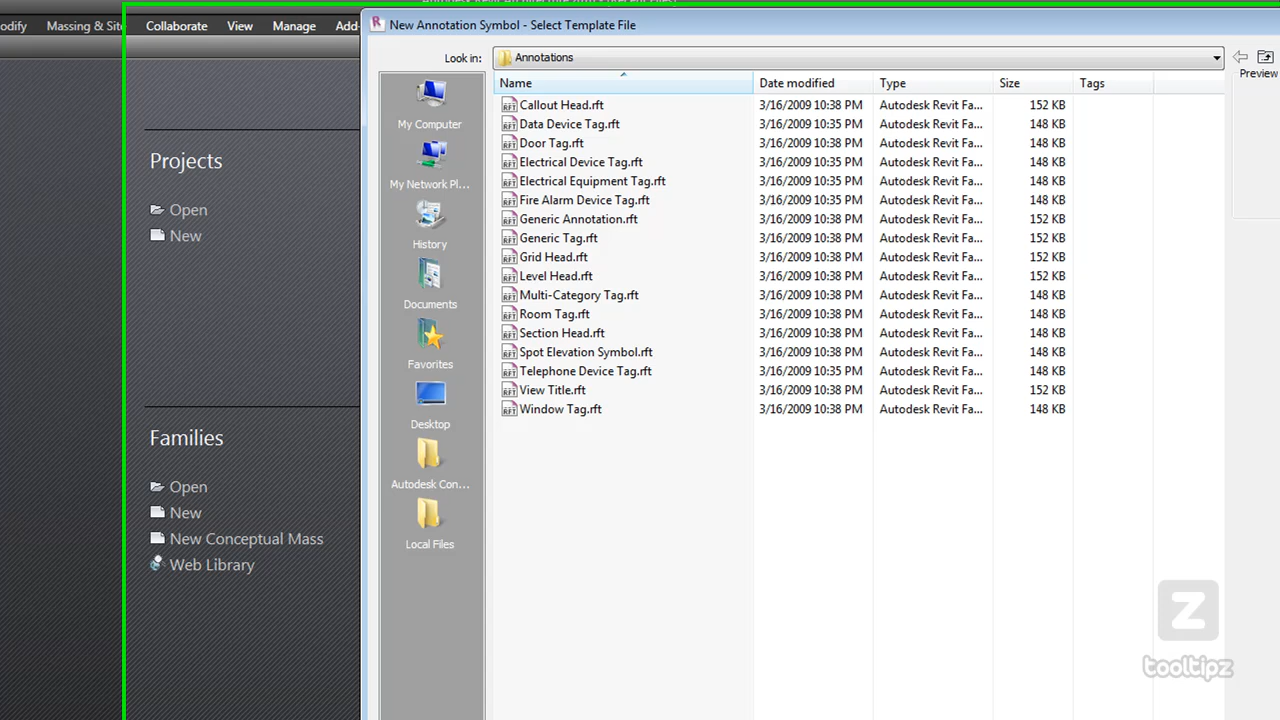 New Annotation Symbol - Select Template File
odify Massing & Sit Collaborate View Manage Add-
Look in: Annotations
Preview
Name Date modified Type Size Tags
My Computer
My Network Pl...
History
Documents
Favorites
Desktop
Autodesk Con...
Local Files
Callout Head.rft 3/16/2009 10:38 PM Autodesk Revit Fa... 152 KB
Data Device Tag.rft 3/16/2009 10:35 PM Autodesk Revit Fa... 148 KB
Door Tag.rft 3/16/2009 10:38 PM Autodesk Revit Fa... 148 KB
Electrical Device Tag.rft 3/16/2009 10:35 PM Autodesk Revit Fa... 148 KB
Electrical Equipment Tag.rft 3/16/2009 10:35 PM Autodesk Revit Fa... 148 KB
Fire Alarm Device Tag.rft 3/16/2009 10:35 PM Autodesk Revit Fa... 148 KB
Generic Annotation.rft 3/16/2009 10:38 PM Autodesk Revit Fa... 152 KB
Generic Tag.rft 3/16/2009 10:38 PM Autodesk Revit Fa... 152 KB
Grid Head.rft 3/16/2009 10:38 PM Autodesk Revit Fa... 152 KB
Level Head.rft 3/16/2009 10:38 PM Autodesk Revit Fa... 152 KB
Multi-Category Tag.rft 3/16/2009 10:38 PM Autodesk Revit Fa... 148 KB
Room Tag.rft 3/16/2009 10:38 PM Autodesk Revit Fa... 148 KB
Section Head.rft 3/16/2009 10:38 PM Autodesk Revit Fa... 152 KB
Spot Elevation Symbol.rft 3/16/2009 10:38 PM Autodesk Revit Fa... 148 KB
Telephone Device Tag.rft 3/16/2009 10:35 PM Autodesk Revit Fa... 148 KB
View Title.rft 3/16/2009 10:38 PM Autodesk Revit Fa... 152 KB
Window Tag.rft 3/16/2009 10:38 PM Autodesk Revit Fa... 148 KB
Projects
Open
New
Families
Open
New
New Conceptual Mass
Web Library
Z
tooltipz